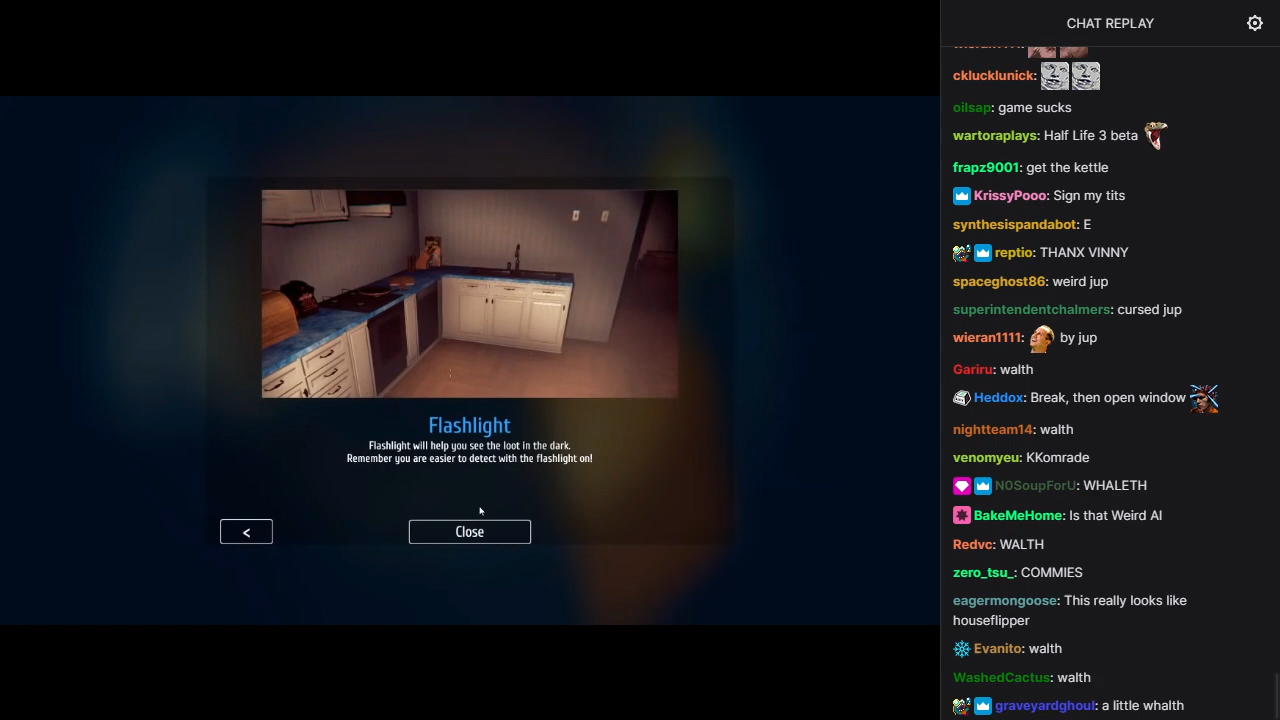 CHAT REPLAY
cklucklunick:
oilsap: game sucks
wartoraplays: Half Life 3 beta
frapz9001: get the kettle
KrissyPooo: Sign my tits
synthesispandabot: E
reptio: THANX VINNY
spaceghost86: weird jup
superintendentchalmers: cursed jup
wieran1111: by jup
Gariru: walth
Heddox: Break, then open window
nightteam14: walth
venomyeu: KKomrade
N0SoupForU: WHALETH
BakeMeHome: Is that Weird Al
Redvc: WALTH
zero_tsu_: COMMIES
eagermongoose: This really looks like
houseflipper
Evanito: walth
WashedCactus: walth
graveyardghoul: a little whalth
Flashlight
Flashlight will help you see the loot in the dark.
Remember you are easier to detect with the flashlight on!
<
Close